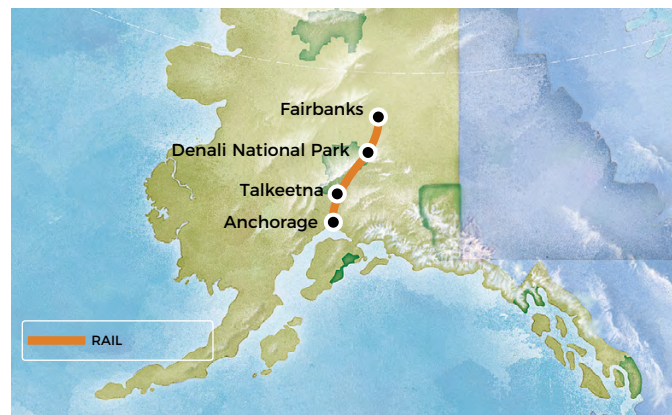 Fairbanks
Denali National Park
Talkeetna
Anchorage
RAIL